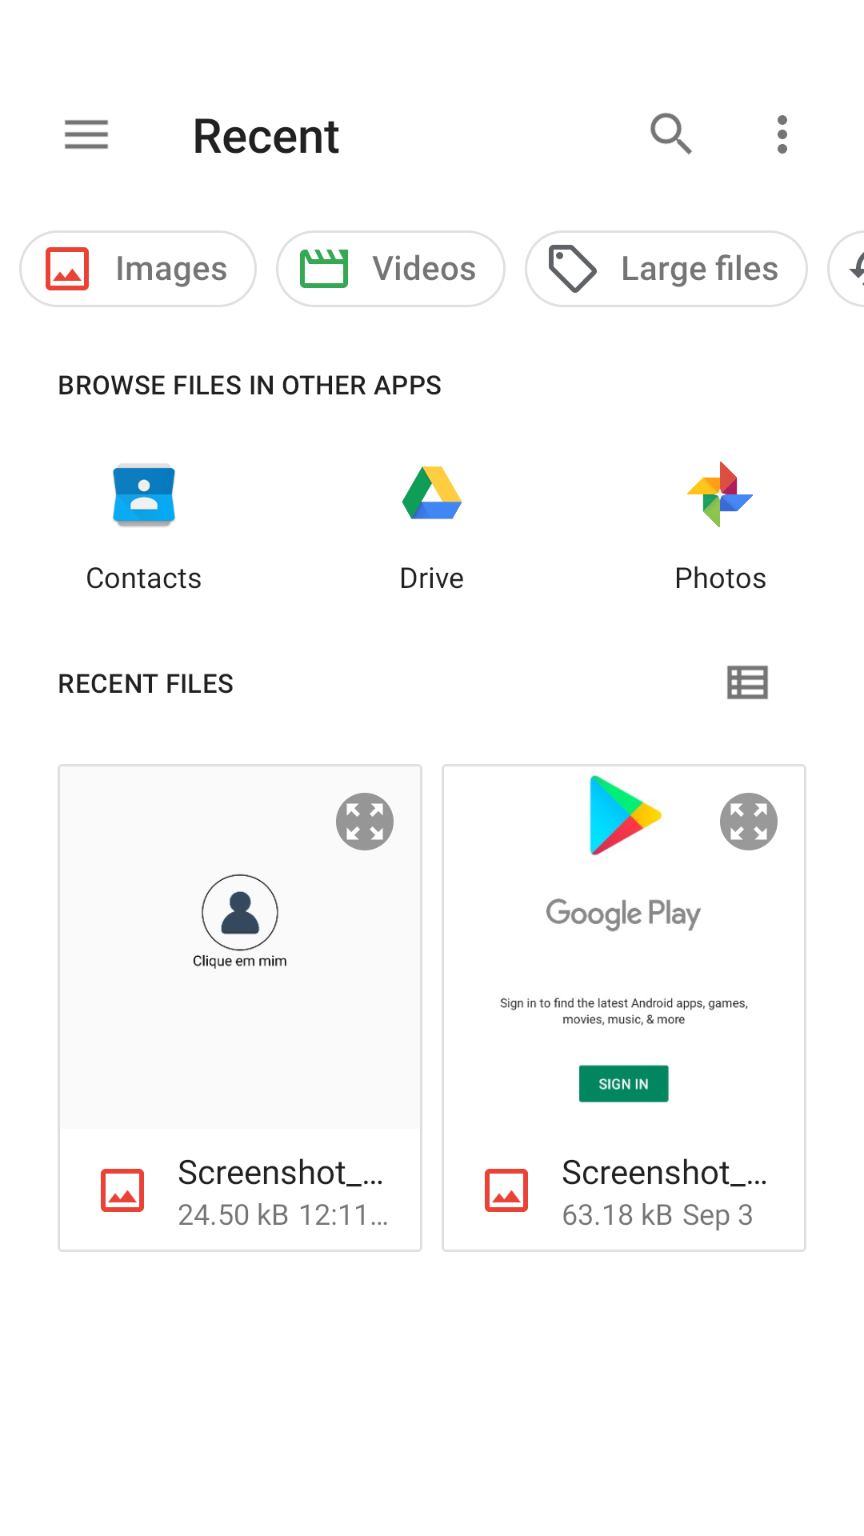 Recent
Images
Videos
Large files
BROWSE FILES IN OTHER APPS
Contacts
Drive
Photos
RECENT FILES
Clique em mim
Screenshot_...
24.50 kB 12:11...
Google Play
Sign in to find the latest Android apps, games,
movies, music, & more
SIGN IN
Screenshot_...
63.18 kB Sep 3